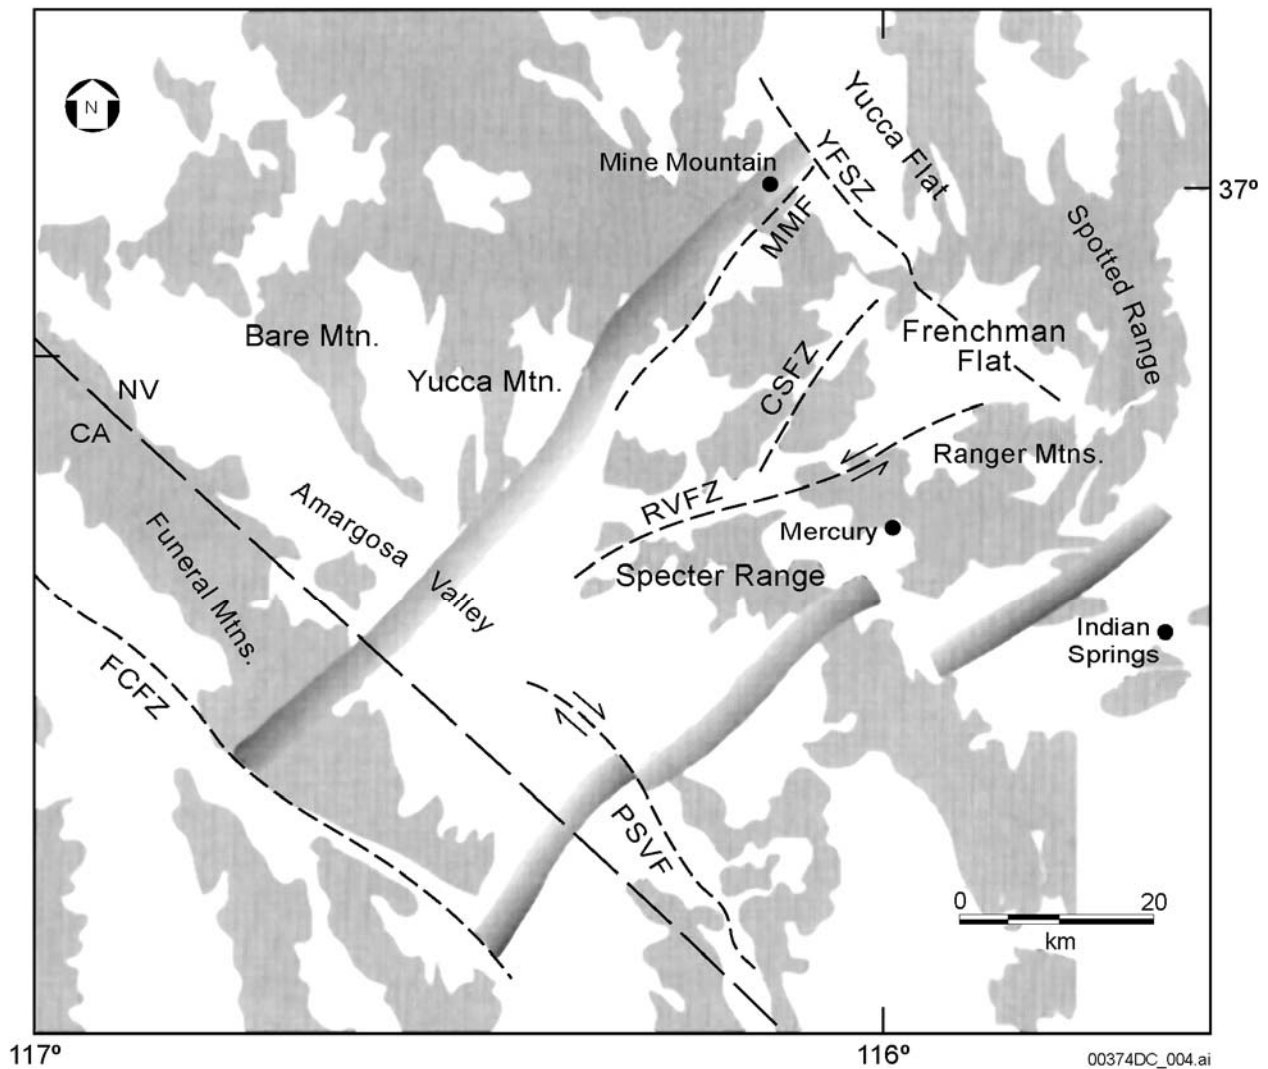 N
Yucca Flat
YFSZ
Mine Mountain
37º
MMF
Spotted Range
Bare Mtn.
Frenchman
Flat
Yucca Mtn.
CSFZ
NV
CA
Ranger Mtns.
Amargosa
Valley
RVFZ
Mercury
Funeral Mtns.
Specter Range
Indian
Springs
FCFZ
PSVF
0 20
km
117º
116º
00374DC_004.ai